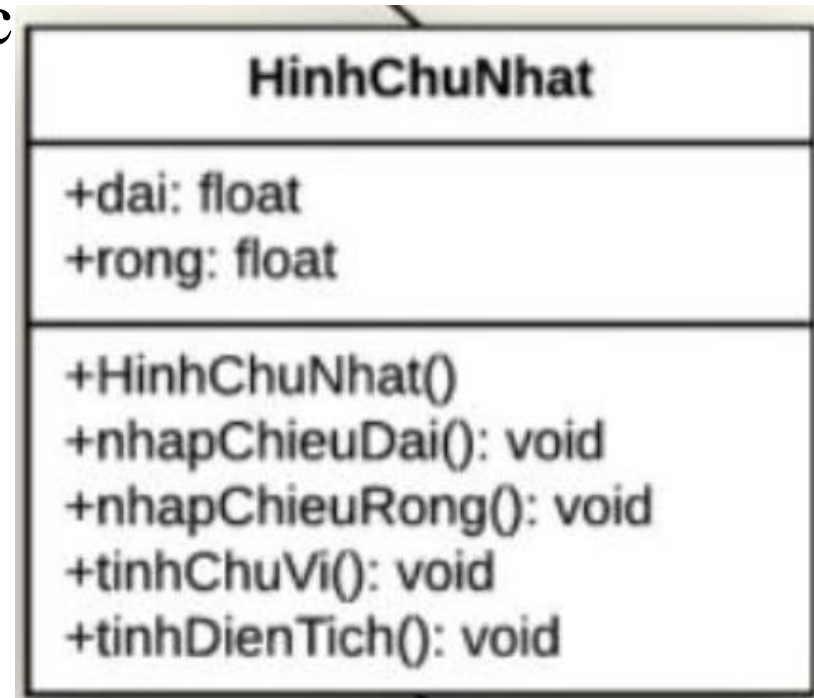 c
HinhChuNhat
+dai: float
+rong: float
+HinhChuNhat()
+nhapChieuDai(): void
+nhapChieuRong(): void
+tinhChuVi(): void
+tinhDienTich(): void